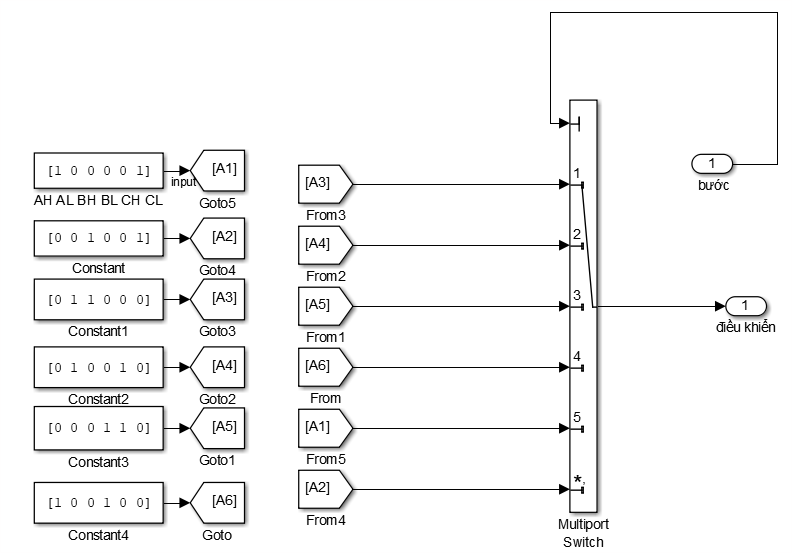 [1 0 0 0 0 1]
input
[A1]
AH AL BH BL CH CL
Goto5
[0 0 1 0 0 1]
[A2]
Constant
Goto4
[0 1 1 0 0 0]
[A3]
Constant1
Goto3
[0 1 0 0 1 0]
[A4]
Constant2
Goto2
[0 0 0 1 1 0]
[A5]
Constant3
Goto1
[1 0 0 1 0 0]
[A6]
Constant4
Goto
[A3]
From3
[A4]
From2
[A5]
From1
[A6]
From
[A1]
From5
[A2]
From4
1
2
3
4
5
*,
Multiport
Switch
1
bước
1
điều khiển